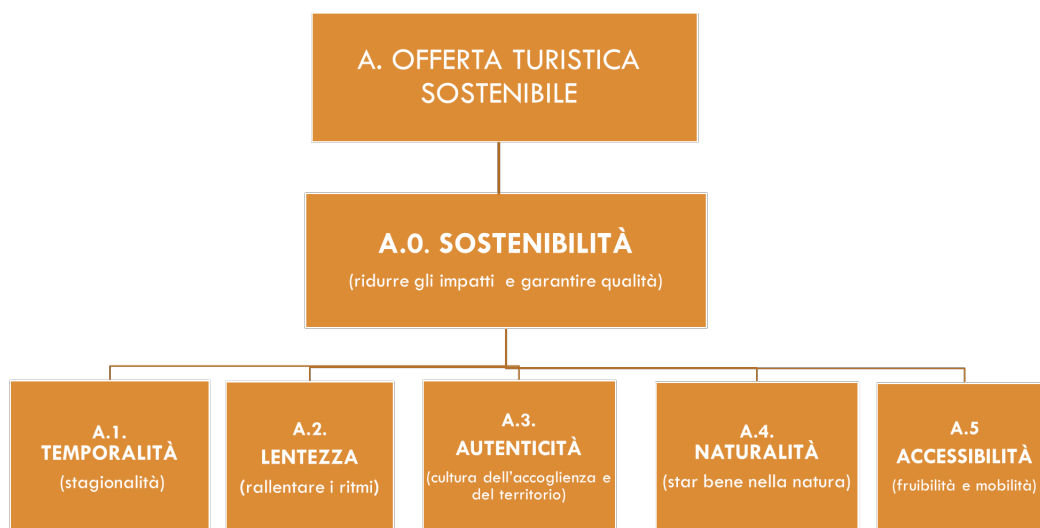 A. OFFERTA TURISTICA
SOSTENIBILE
A.0. SOSTENIBILITÀ
(ridurre gli impatti e garantire qualità)
A.1.
TEMPORALITÀ
(stagionalità)
A.2.
LENTEZZA
(rallentare i ritmi)
A.3.
AUTENTICITÀ
(cultura dell'accoglienza e
del territorio)
A.4.
NATURALITÀ
(star bene nella natura)
A.5
ACCESSIBILITÀ
(fruibilità e mobilità)